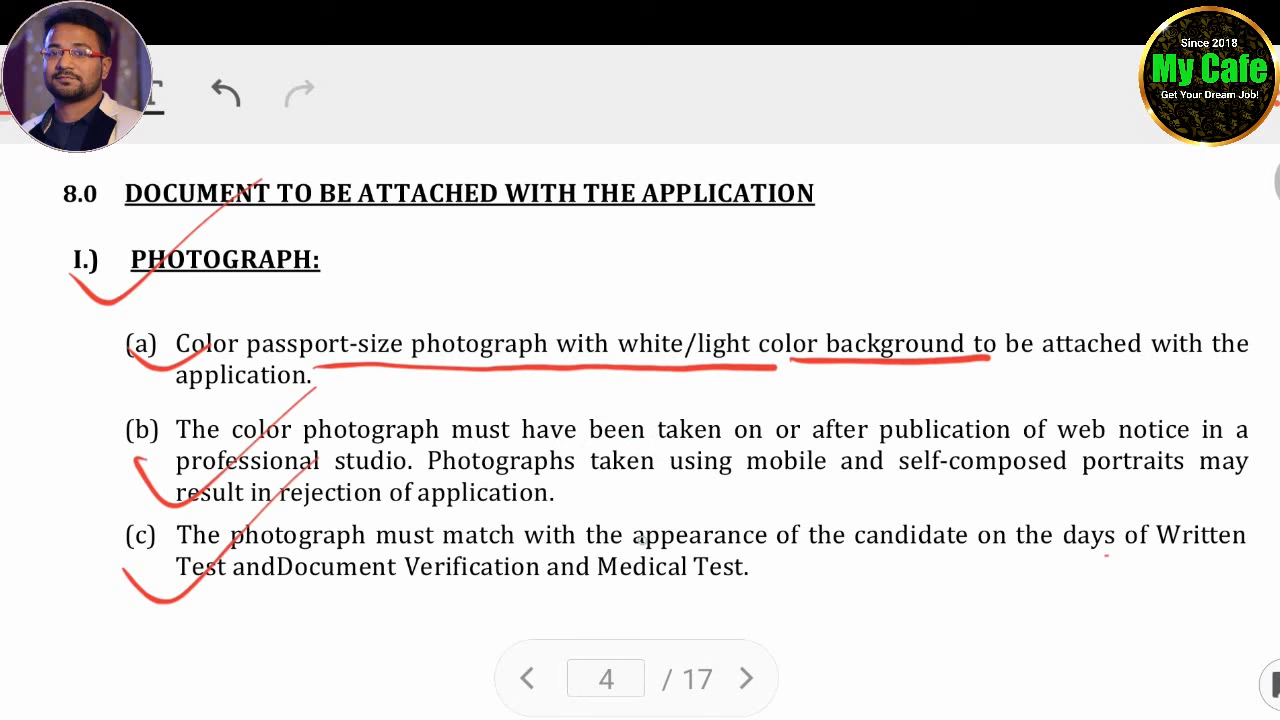 Since 2018
My Cafe
Get Your Dream Job!
T
8.0 DOCUMENT TO BE ATTACHED WITH THE APPLICATION
I.) PHOTOGRAPH:
(a) Color passport-size photograph with white/light color background to be attached with the
application.
(b) The color photograph must have been taken on or after publication of web notice in a
professional studio. Photographs taken using mobile and self-composed portraits may
result in rejection of application.
(c) The photograph must match with the appearance of the candidate on the days of Written
Test andDocument Verification and Medical Test.
4 / 17